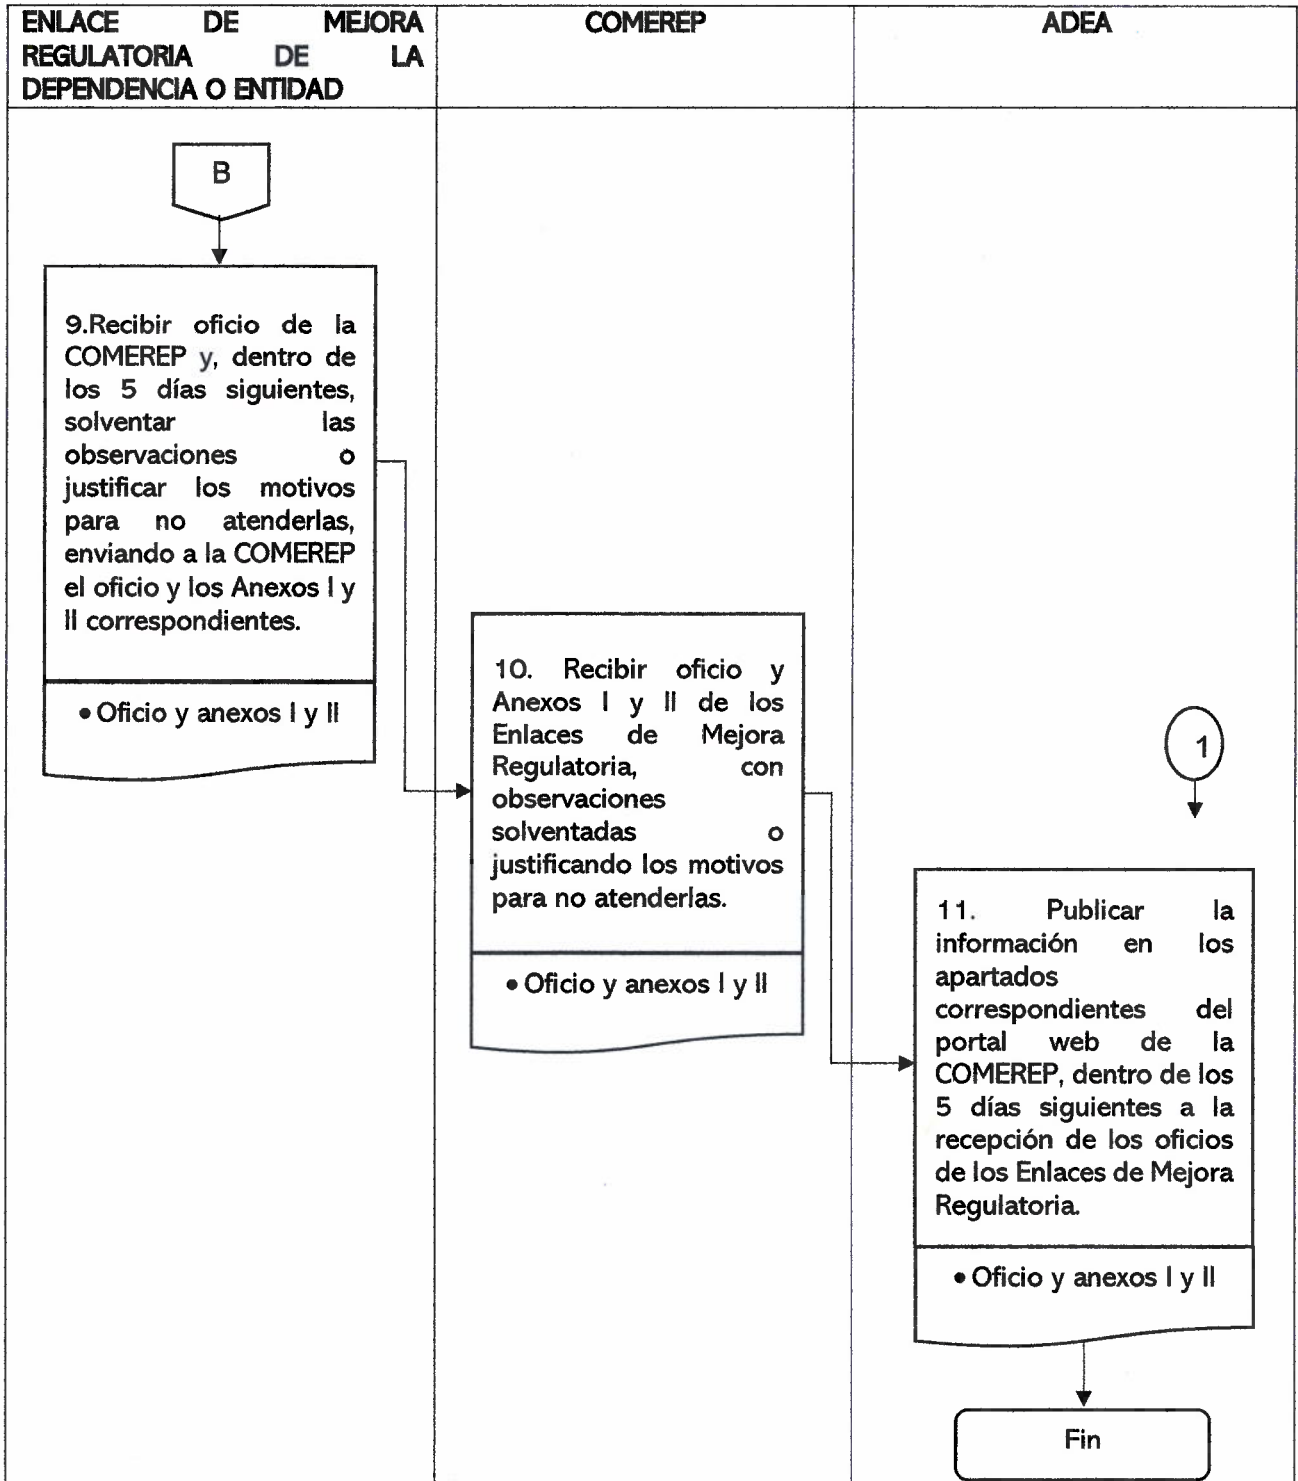 ENLACE DE MEJORA
REGULATORIA DE LA
DEPENDENCIA O ENTIDAD
COMEREP
ADEA
B
9.Recibir oficio de la
COMEREP y, dentro de
los 5 días siguientes,
solventar las
observaciones o
justificar los motivos
para no atenderlas,
enviando a la COMEREP
el oficio y los Anexos I y
II correspondientes.
• Oficio y anexos I y II
10. Recibir oficio y
Anexos I y II de los
Enlaces de Mejora
Regulatoria, con
observaciones
solventadas o
justificando los motivos
para no atenderlas.
• Oficio y anexos I y II
1
11. Publicar la
información en los
apartados
correspondientes del
portal web de la
COMEREP, dentro de los
5 días siguientes a la
recepción de los oficios
de los Enlaces de Mejora
Regulatoria.
• Oficio y anexos I y II
Fin